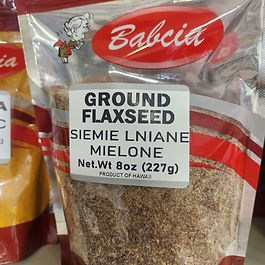 Babcia
GROUND
FLAXSEED
SIEMIE LNIANE
MIELONE
Net.Wt 8oz (227g)
PRODUCT OF HAWAII